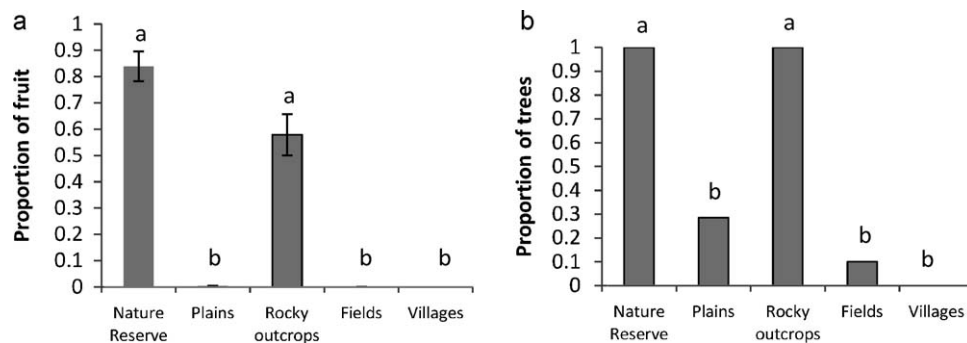 a
Proportion of fruit
1
0.9
0.8
0.7
0.6
0.5
0.4
0.3
0.2
0.1
0
a
b
a
b
b
Nature Reserve
Plains
Rocky outcrops
Fields
Villages
b
Proportion of trees
1
0.9
0.8
0.7
0.6
0.5
0.4
0.3
0.2
0.1
0
a
b
a
b
b
Nature Reserve
Plains
Rocky outcrops
Fields
Villages